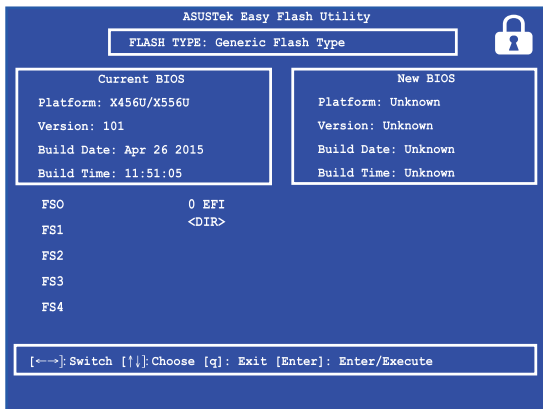 ASUSTek Easy Flash Utility
FLASH TYPE: Generic Flash Type
Current BIOS
Platform: X456U/X556U
Version: 101
Build Date: Apr 26 2015
Build Time: 11:51:05
New BIOS
Platform: Unknown
Version: Unknown
Build Date: Unknown
Build Time: Unknown
FSO 0 EFI
FS1 <DIR>
FS2
FS3
FS4
[←→]: Switch [↑↓]: Choose [q]: Exit [Enter]: Enter/Execute